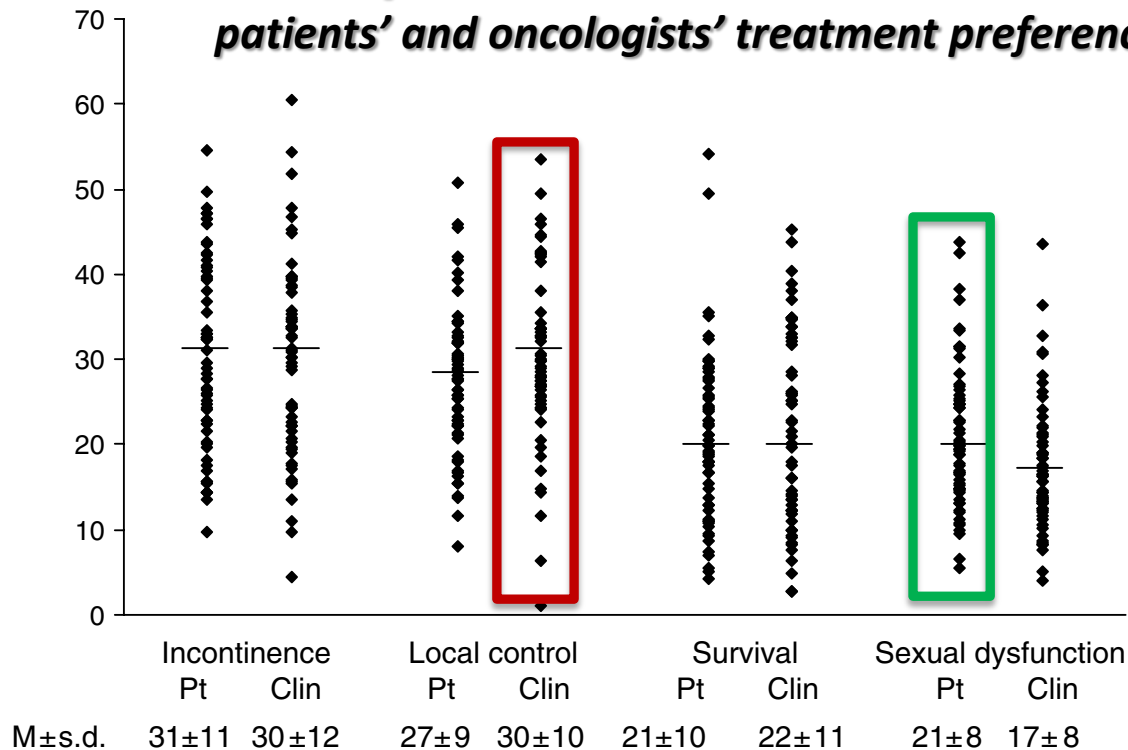 patients’ and oncologists’ treatment
70
60
50
40
30
20
10
0
Incontinence Local control Survival Sexual dysfunction
Pt Clin Pt Clin Pt Clin Pt Clin
M±s.d. 31±11 30±12 27±9 30±10 21±10 22±11 21±8 17±8